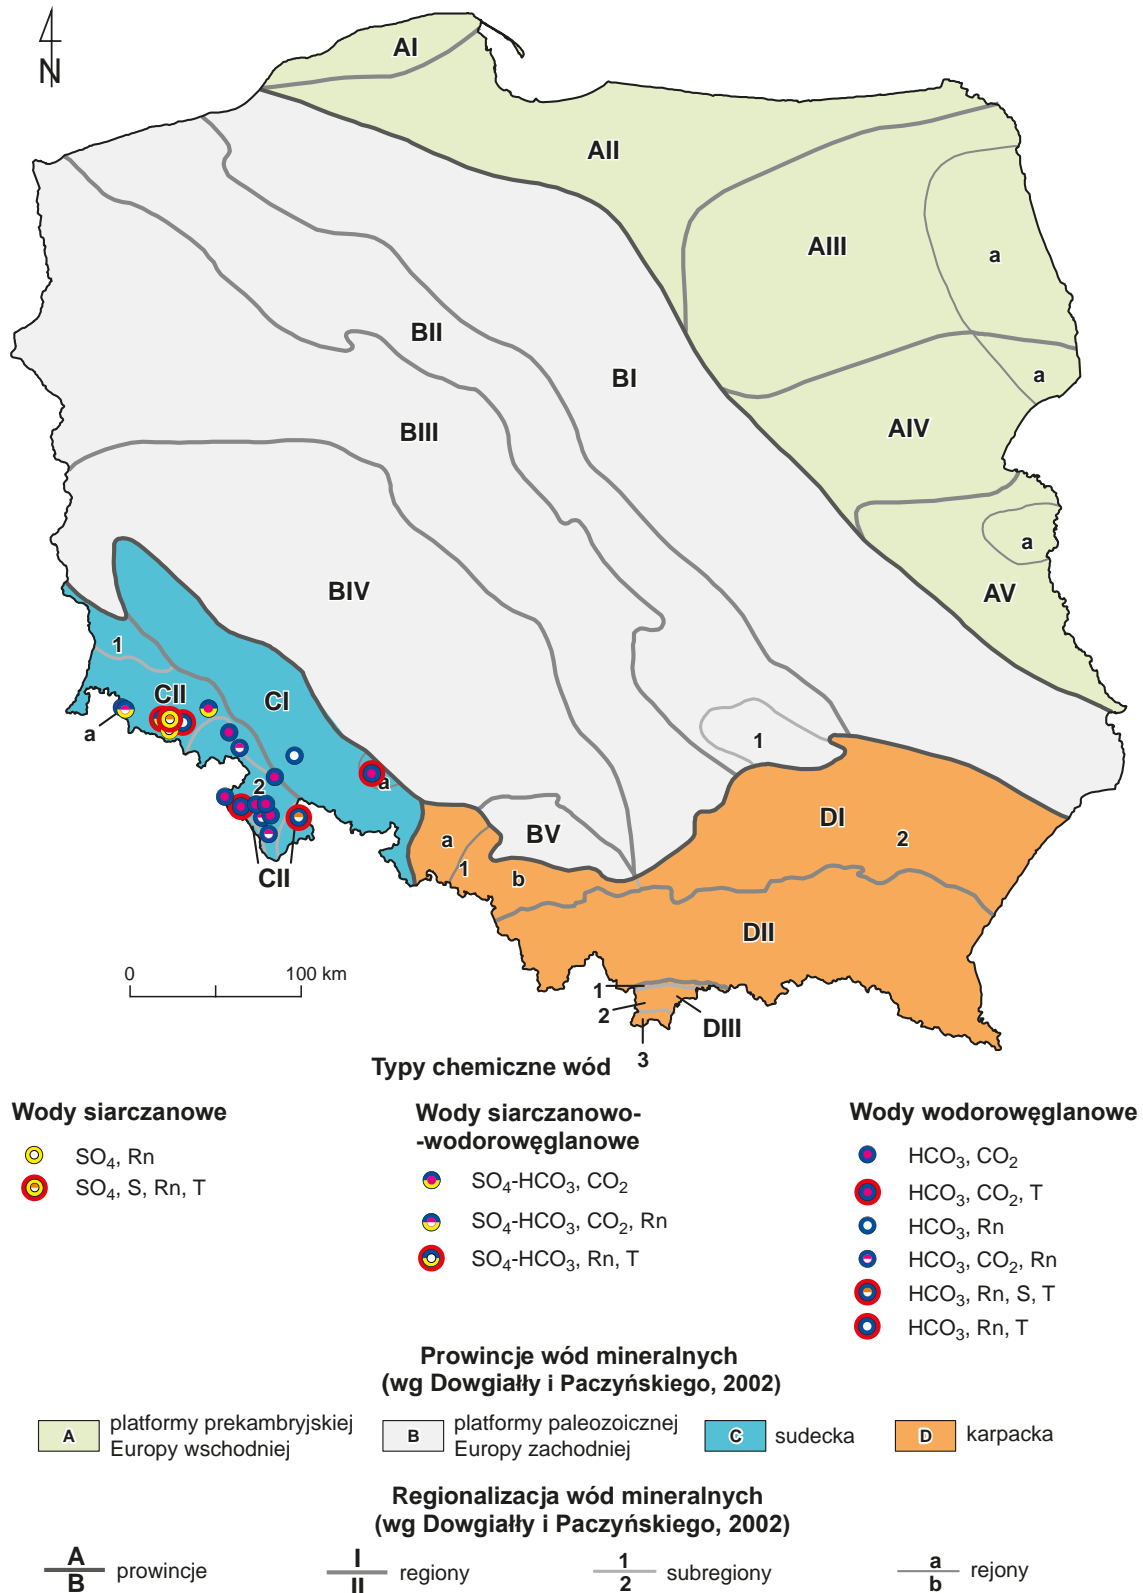 N
AI
AII
AIII
a
BII
BI
a
AIV
BIII
a
BIV
AV
1
CII
CI
a
1
a
2
DI
a
BV
2
1
b
CII
DII
0 100 km
1
2
DIII
3
Typy chemiczne wód
Wody siarczanowe
SO₄, Rn
SO₄, S, Rn, T
Wody siarczanowo-
-wodorowęglanowe
SO₄-HCO₃, CO₂
SO₄-HCO₃, CO₂, Rn
SO₄-HCO₃, Rn, T
Wody wodorowęglanowe
HCO₃, CO₂
HCO₃, CO₂, T
HCO₃, Rn
HCO₃, CO₂, Rn
HCO₃, Rn, S, T
HCO₃, Rn, T
Prowincje wód mineralnych
(wg Dowgiałły i Paczyńskiego, 2002)
A platformy prekambryjskiej
Europy wschodniej
B platformy paleozoicznej
Europy zachodniej
C sudecka
D karpacka
Regionalizacja wód mineralnych
(wg Dowgiałły i Paczyńskiego, 2002)
A
B prowincje
I
II regiony
1
2 subregiony
a
b rejony